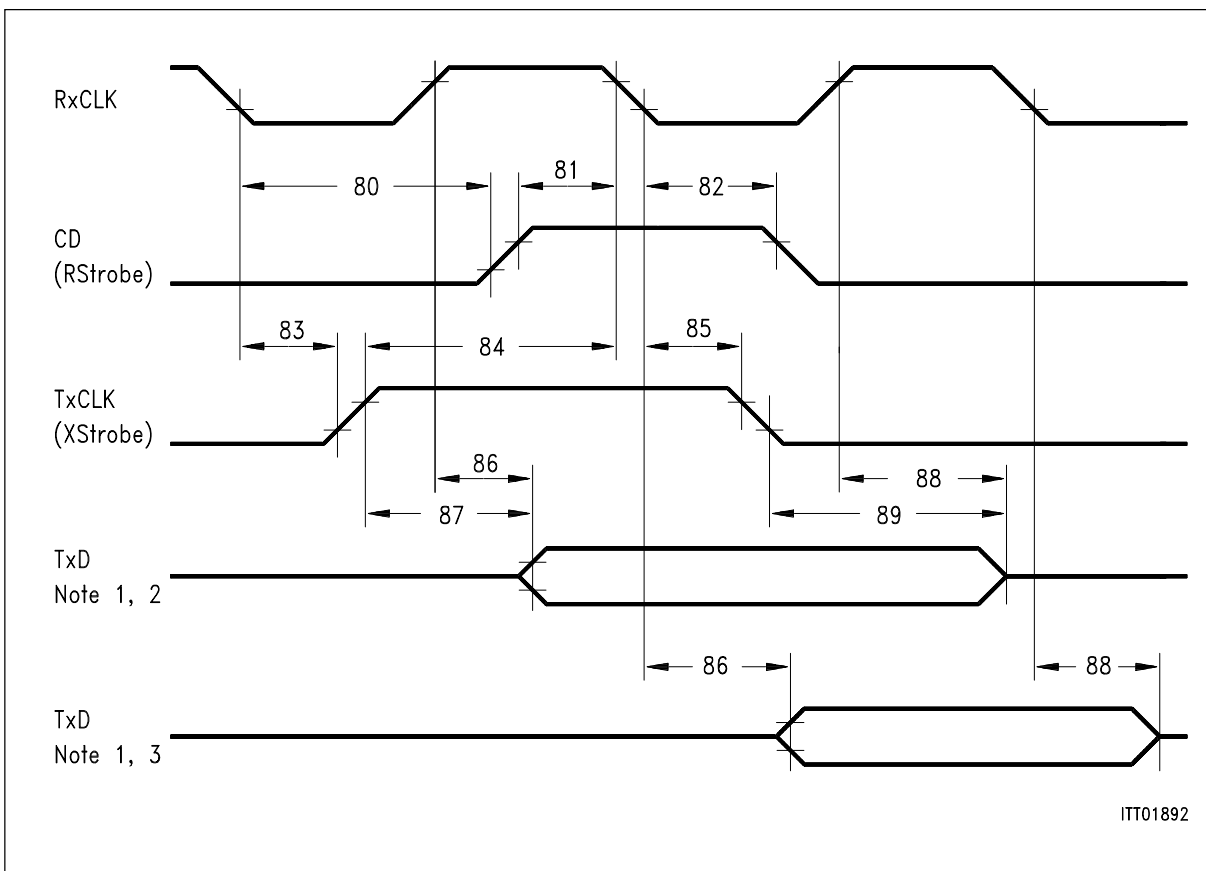 RxCLK
80
81
82
CD
(RStrobe)
83
84
85
TxCLK
(XStrobe)
86
88
87
89
TxD
Note 1, 2
86
88
TxD
Note 1, 3
ITT01892